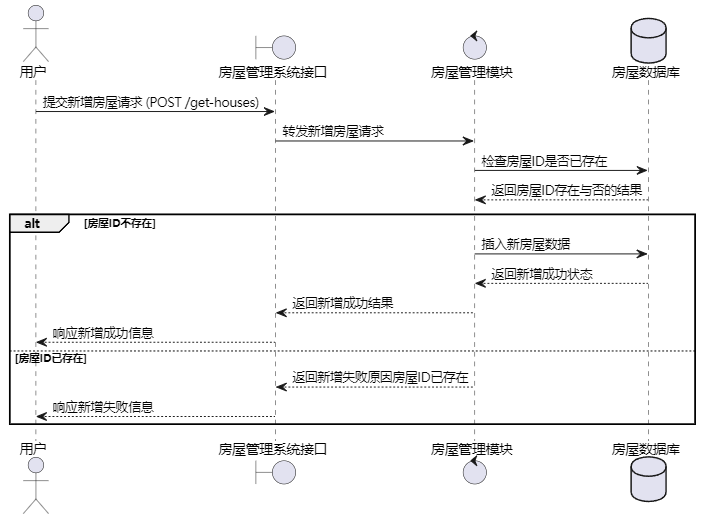 用户
房屋管理系统接口
房屋管理模块
房屋数据库
提交新增房屋请求 (POST /get-houses)
转发新增房屋请求
检查房屋ID是否已存在
返回房屋ID存在与否的结果
alt
[房屋ID不存在]
插入新房屋数据
返回新增成功状态
返回新增成功结果
响应新增成功信息
[房屋ID已存在]
返回新增失败原因房屋ID已存在
响应新增失败信息
用户
房屋管理系统接口
房屋管理模块
房屋数据库